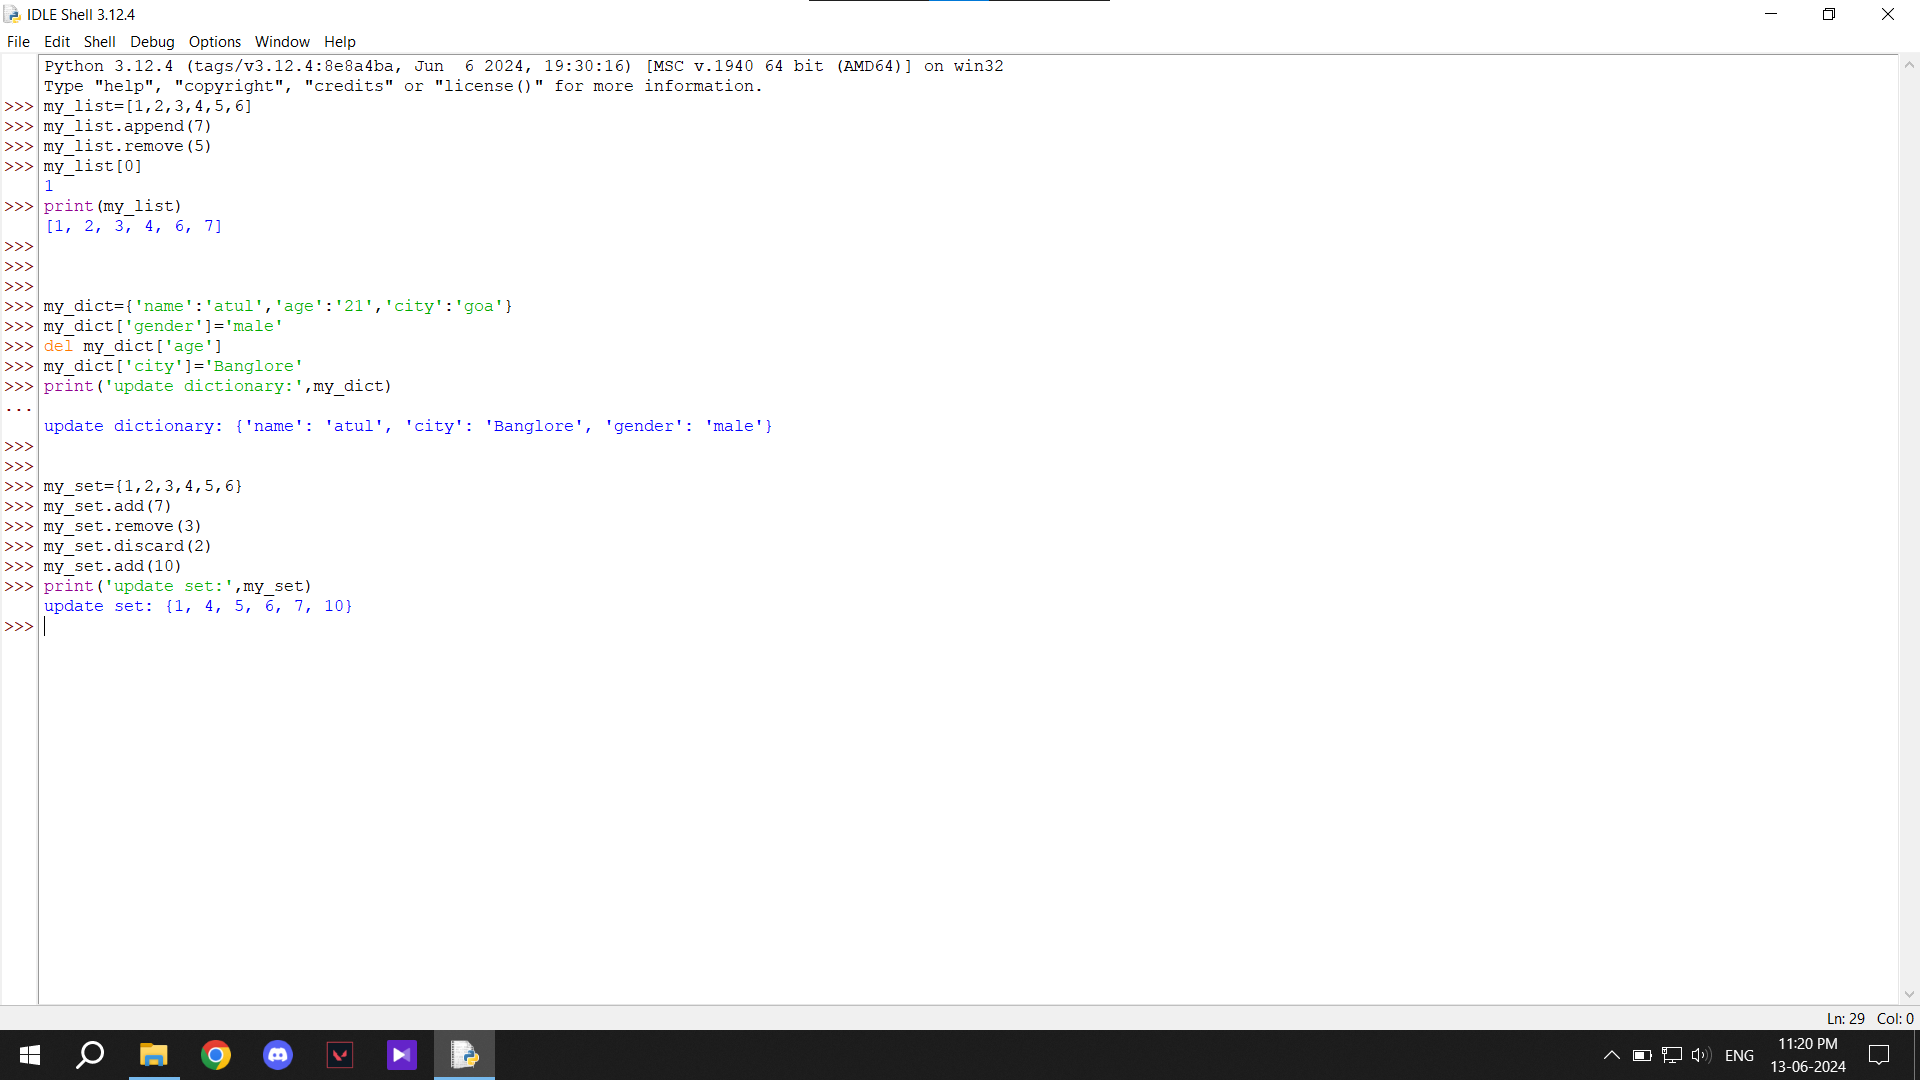 IDLE Shell 3.12.4
File Edit Shell Debug Options Window Help
Python 3.12.4 (tags/v3.12.4:8e8a4ba, Jun  6 2024, 19:30:16) [MSC v.1940 64 bit (AMD64)] on win32
Type "help", "copyright", "credits" or "license()" for more information.
>>> my_list=[1,2,3,4,5,6]
>>> my_list.append(7)
>>> my_list.remove(5)
>>> my_list[0]
1
>>> print(my_list)
[1, 2, 3, 4, 6, 7]
>>>
>>>
>>>
>>> my_dict={'name':'atul','age':'21','city':'goa'}
>>> my_dict['gender']='male'
>>> del my_dict['age']
>>> my_dict['city']='Banglore'
>>> print('update dictionary:',my_dict)
...
update dictionary: {'name': 'atul', 'city': 'Banglore', 'gender': 'male'}
>>>
>>>
>>> my_set={1,2,3,4,5,6}
>>> my_set.add(7)
>>> my_set.remove(3)
>>> my_set.discard(2)
>>> my_set.add(10)
>>> print('update set:',my_set)
update set: {1, 4, 5, 6, 7, 10}
>>>
Ln: 29 Col: 0
ENG
11:20 PM
13-06-2024